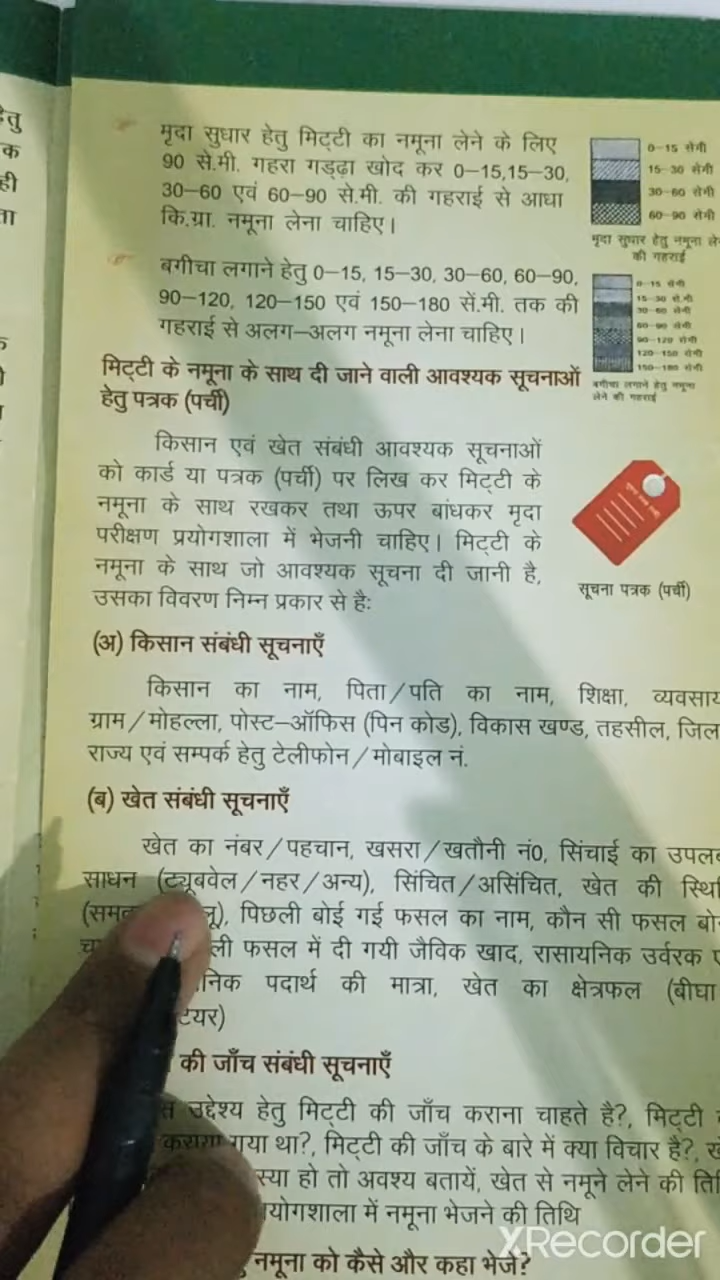 हेतु
क
ही
ता
मृदा सुधार हेतु मिट्टी का नमूना लेने के लिए
90 से.मी. गहरा गड्ढ़ा खोद कर 0–15,15–30,
30–60 एवं 60–90 से.मी. की गहराई से आधा
कि.ग्रा. नमूना लेना चाहिए।
0–15 सेमी
15–30 सेमी
30–60 सेमी
60–90 सेमी
मृदा सुधार हेतु नमूना
की गहराई
बगीचा लगाने हेतु 0–15, 15–30, 30–60, 60–90,
90–120, 120–150 एवं 150–180 सें.मी. तक की
गहराई से अलग–अलग नमूना लेना चाहिए।
0–15 सेमी
15–30 सेमी
30–60 सेमी
60–90 सेमी
90–120 सेमी
120–150 सेमी
150–180 सेमी
बगीचा लगाने हेतु नमूना
लेने की गहराई
मिट्टी के नमूना के साथ दी जाने वाली आवश्यक सूचनाओं
हेतु पत्रक (पर्ची)
किसान एवं खेत संबंधी आवश्यक सूचनाओं
को कार्ड या पत्रक (पर्ची) पर लिख कर मिट्टी के
नमूना के साथ रखकर तथा ऊपर बांधकर मृदा
परीक्षण प्रयोगशाला में भेजनी चाहिए। मिट्टी के
नमूना के साथ जो आवश्यक सूचना दी जानी है,
उसका विवरण निम्न प्रकार से है:
सूचना पत्रक (पर्ची)
(अ) किसान संबंधी सूचनाएँ
किसान का नाम, पिता/पति का नाम, शिक्षा, व्यवसाय
ग्राम/मोहल्ला, पोस्ट–ऑफिस (पिन कोड), विकास खण्ड, तहसील, जिल
राज्य एवं सम्पर्क हेतु टेलीफोन/मोबाइल नं.
(ब) खेत संबंधी सूचनाएँ
खेत का नंबर/पहचान, खसरा/खतौनी नं0, सिंचाई का उपलब
साधन (ट्यूबवेल/नहर/अन्य), सिंचित/असिंचित, खेत की स्थि
पिछली बोई गई फसल का नाम, कौन सी फसल बो
ली फसल में दी गयी जैविक खाद, रासायनिक उर्वरक
निक पदार्थ की मात्रा, खेत का क्षेत्रफल (बीघा
टेयर)
की जाँच संबंधी सूचनाएँ
उद्देश्य हेतु मिट्टी की जाँच कराना चाहते है?, मिट्टी
गया था?, मिट्टी की जाँच के बारे में क्या विचार है?,
स्या हो तो अवश्य बतायें, खेत से नमूने लेने की ति
योगशाला में नमूना भेजने की तिथि
नमूना को कैसे और कहा भेजें?
XRecorder